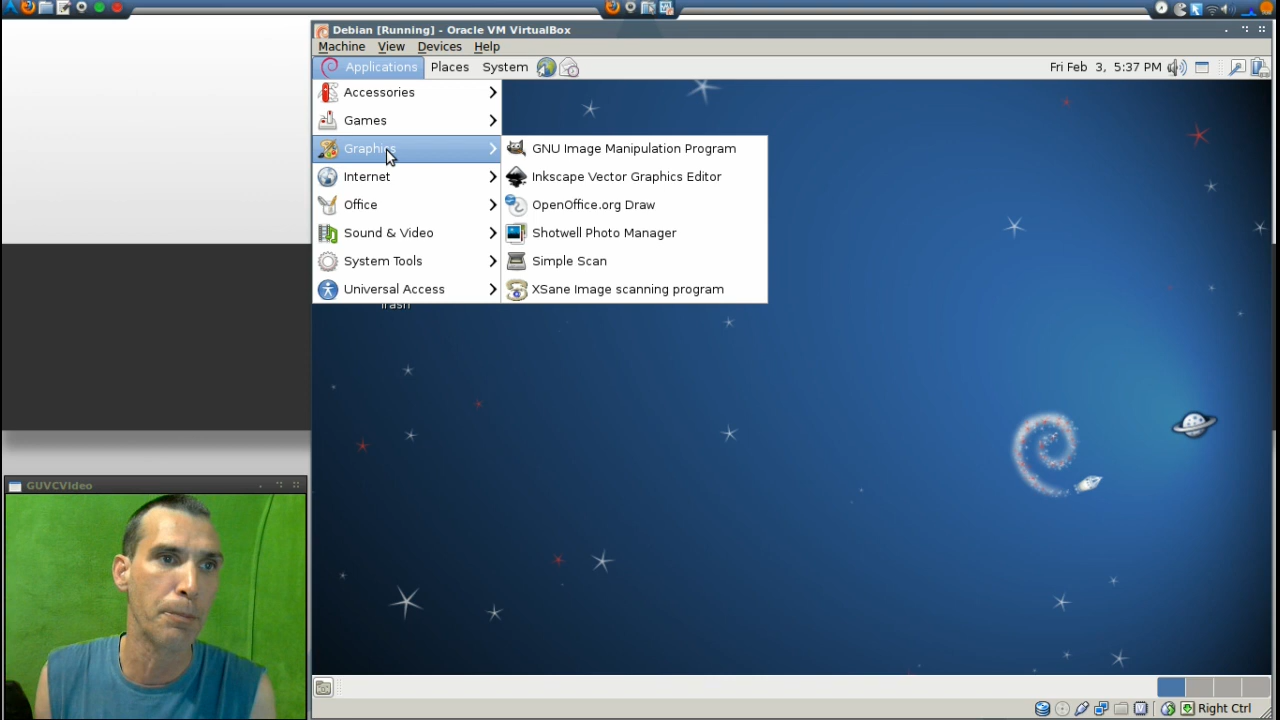 Debian [Running] - Oracle VM VirtualBox
Machine View Devices Help
Applications Places System Fri Feb 3, 5:37 PM
Accessories
Games
Graphics GNU Image Manipulation Program
Internet Inkscape Vector Graphics Editor
Office OpenOffice.org Draw
Sound & Video Shotwell Photo Manager
System Tools Simple Scan
Universal Access XSane Image scanning program
Trash
GUVCVideo
Right Ctrl